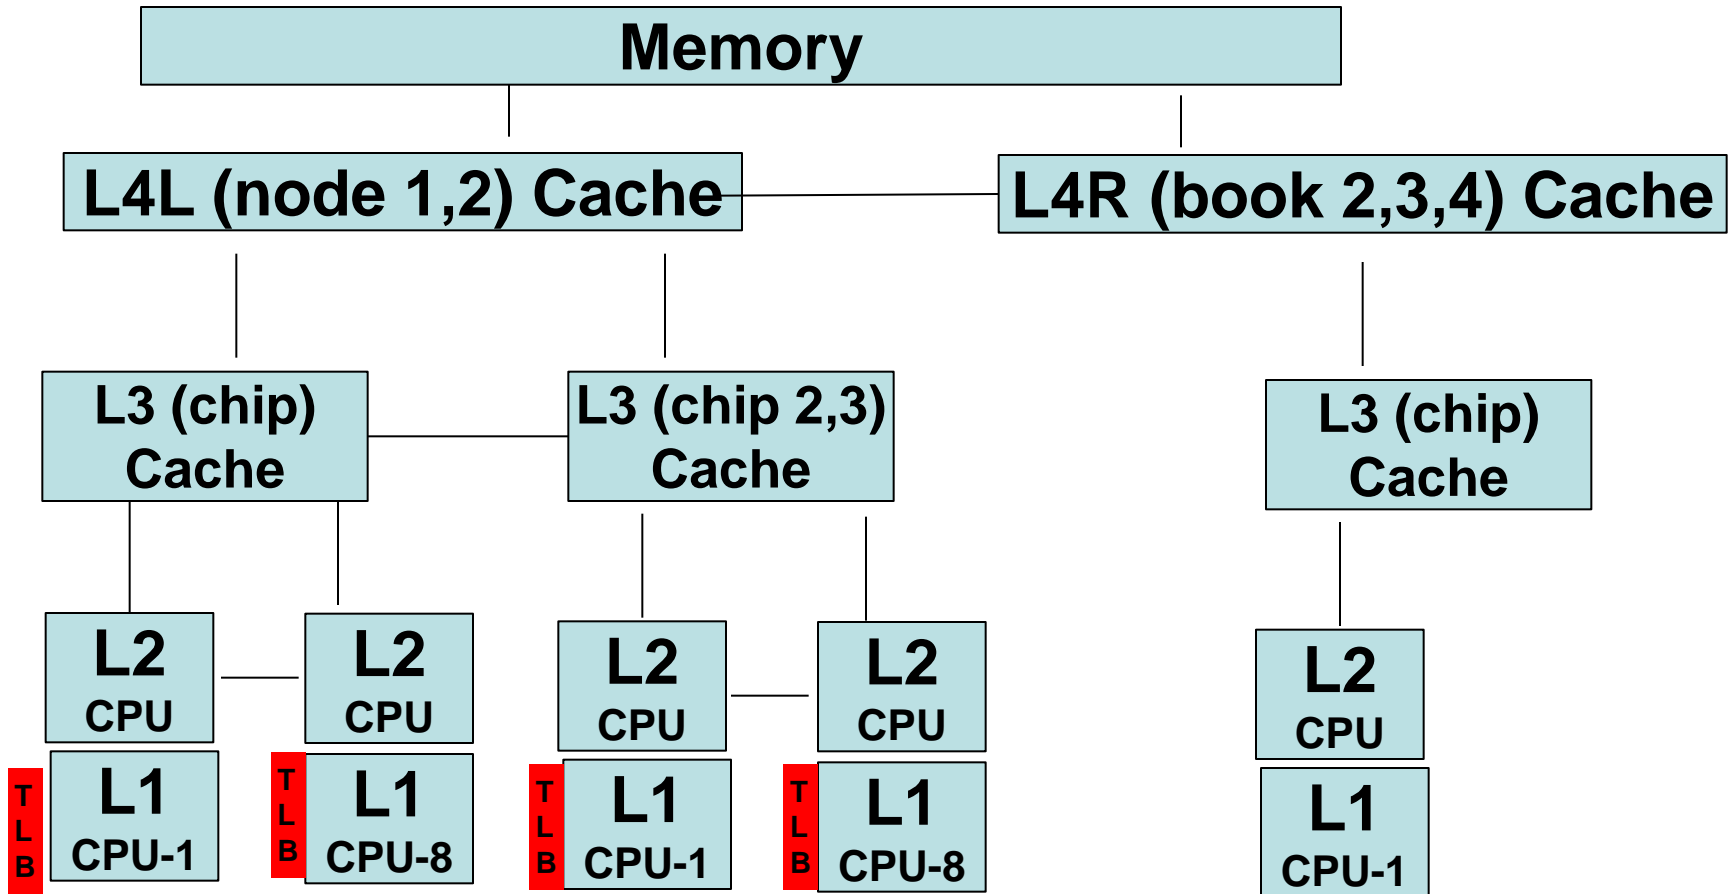 Memory
L4L (node 1,2) Cache
L4R (book 2,3,4) Cache
L3 (chip)
Cache
L3 (chip 2,3)
Cache
L3 (chip)
Cache
L2
CPU
L2
CPU
L2
CPU
L2
CPU
L2
CPU
T
L
B
L1
CPU-1
T
L
B
L1
CPU-8
T
L
B
L1
CPU-1
T
L
B
L1
CPU-8
L1
CPU-1